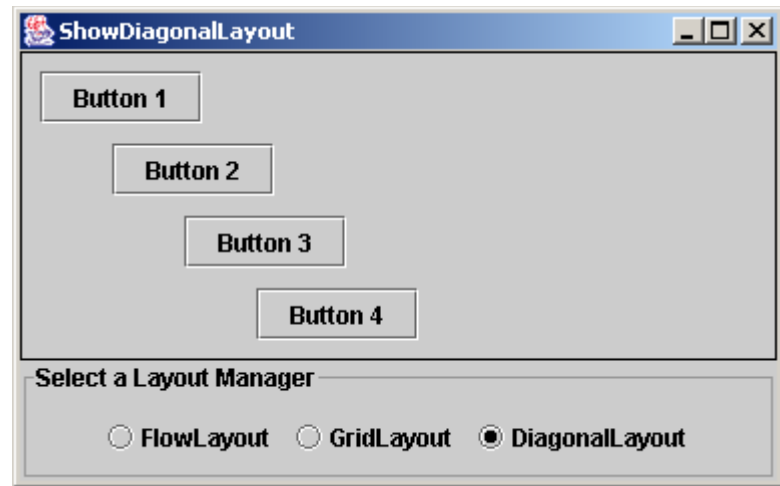 ShowDiagonalLayout
Button 1
Button 2
Button 3
Button 4
Select a Layout Manager
FlowLayout GridLayout DiagonalLayout